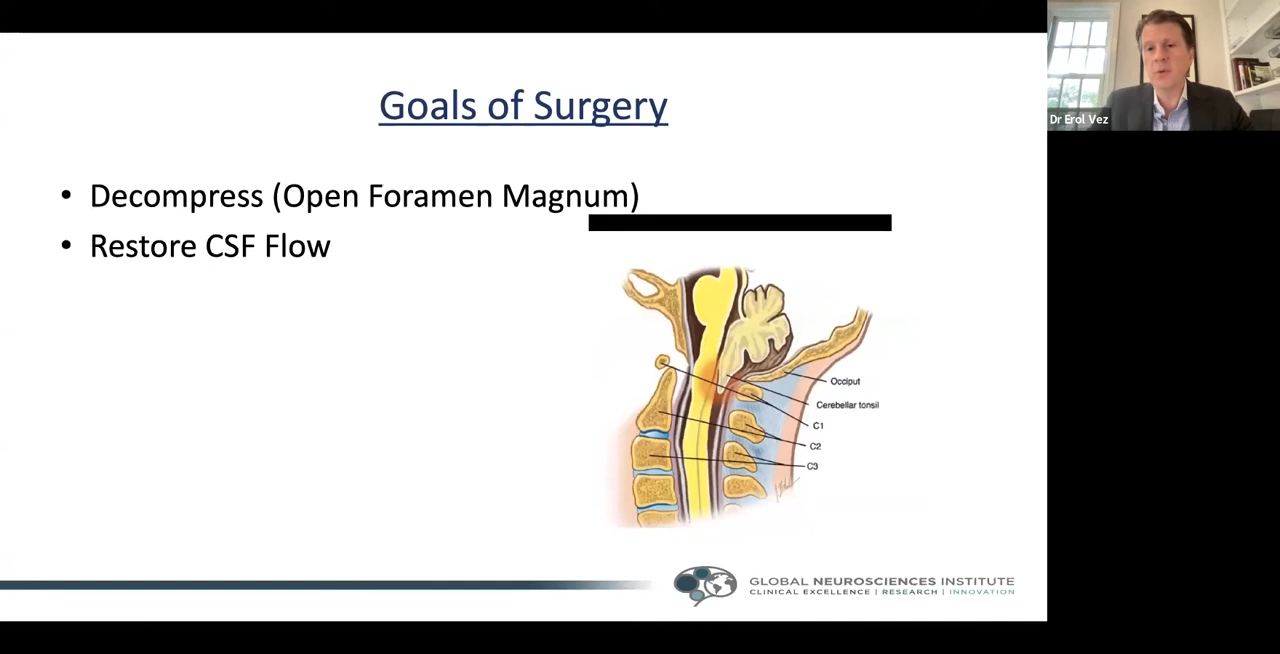 Goals of Surgery
• Decompress (Open Foramen Magnum)
• Restore CSF Flow
Occiput
Cerebellar tonsil
C1
C2
C3
GLOBAL NEUROSCIENCES INSTITUTE
CLINICAL EXCELLENCE | RESEARCH | INNOVATION
Dr Erol Vez